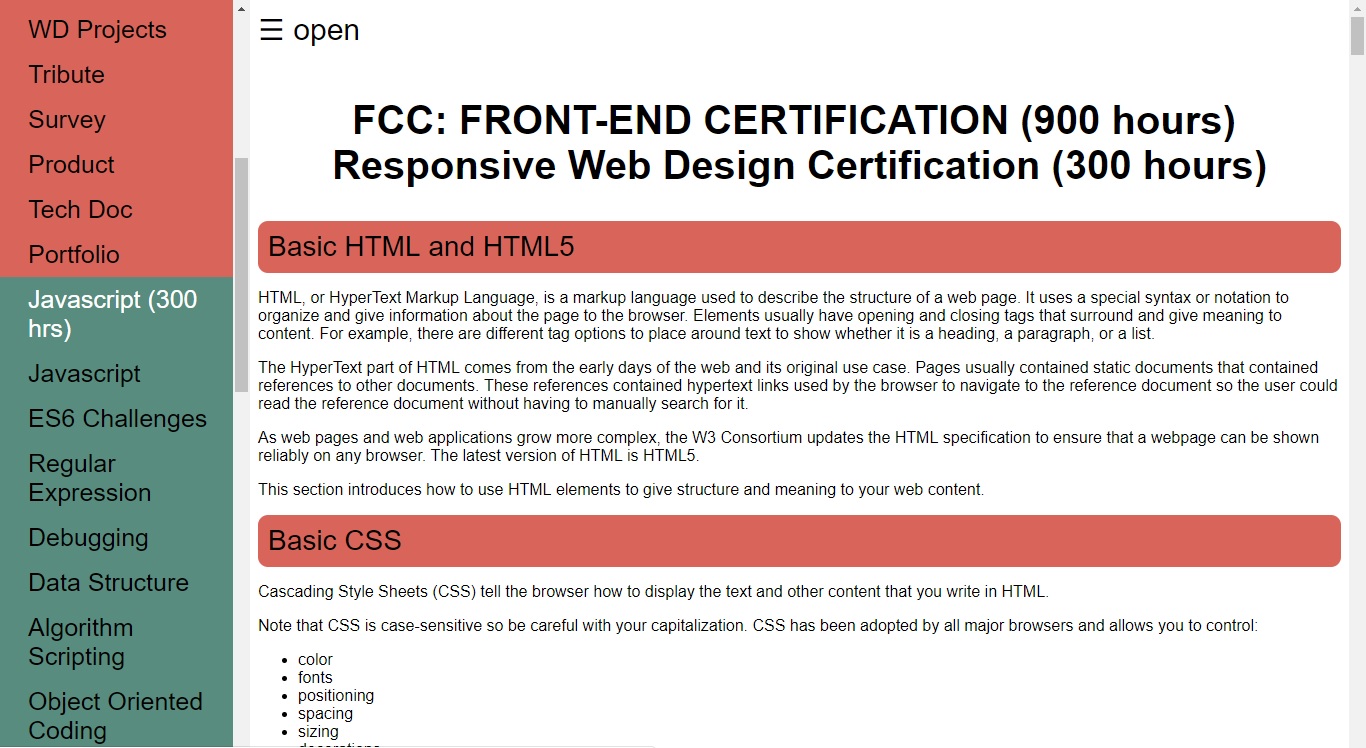 WD Projects
Tribute
Survey
Product
Tech Doc
Portfolio
Javascript (300
hrs)
Javascript
ES6 Challenges
Regular
Expression
Debugging
Data Structure
Algorithm
Scripting
Object Oriented
Coding
☰ open
FCC: FRONT-END CERTIFICATION (900 hours)
Responsive Web Design Certification (300 hours)
Basic HTML and HTML5
HTML, or HyperText Markup Language, is a markup language used to describe the structure of a web page. It uses a special syntax or notation to
organize and give information about the page to the browser. Elements usually have opening and closing tags that surround and give meaning to
content. For example, there are different tag options to place around text to show whether it is a heading, a paragraph, or a list.
The HyperText part of HTML comes from the early days of the web and its original use case. Pages usually contained static documents that contained
references to other documents. These references contained hypertext links used by the browser to navigate to the reference document so the user could
read the reference document without having to manually search for it.
As web pages and web applications grow more complex, the W3 Consortium updates the HTML specification to ensure that a webpage can be shown
reliably on any browser. The latest version of HTML is HTML5.
This section introduces how to use HTML elements to give structure and meaning to your web content.
Basic CSS
Cascading Style Sheets (CSS) tell the browser how to display the text and other content that you write in HTML.
Note that CSS is case-sensitive so be careful with your capitalization. CSS has been adopted by all major browsers and allows you to control:
• color
• fonts
• positioning
• spacing
• sizing